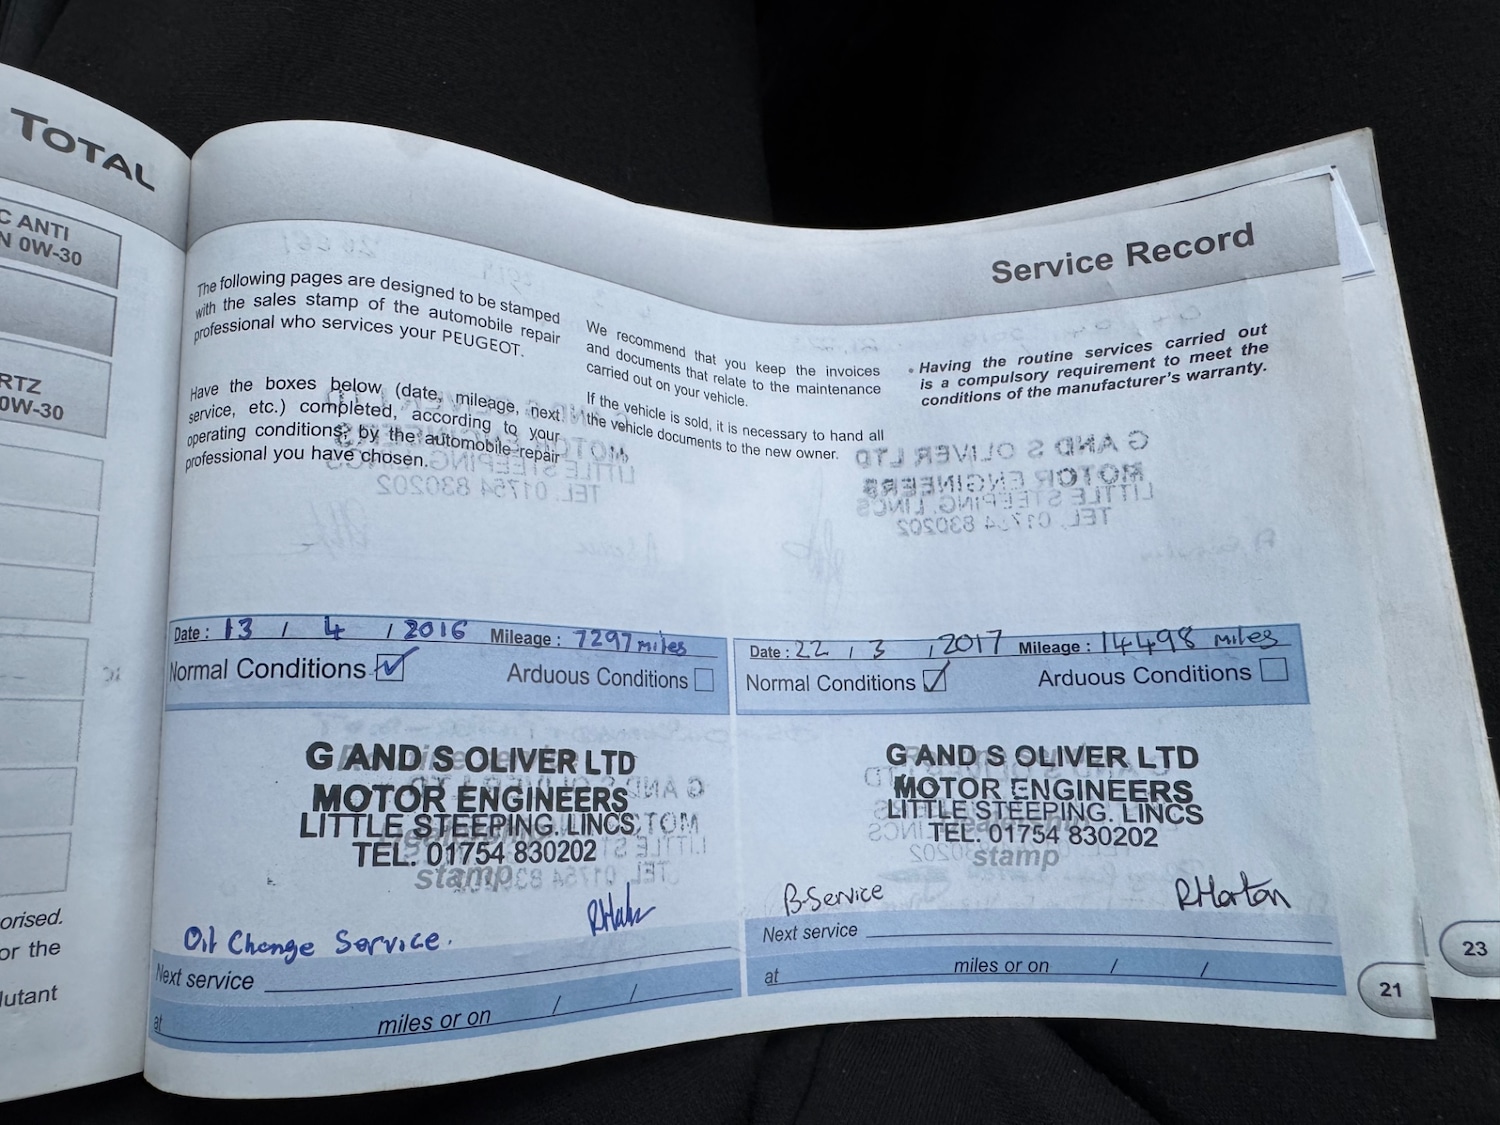 TOTAL
C ANTI
N 0W-30
RTZ
0W-30
orised.
or the
lutant
Service Record
The following pages are designed to be stamped
with the sales stamp of the automobile repair
professional who services your PEUGEOT.
Have the boxes below (date, mileage, next
service, etc.) completed, according to your
operating conditions, by the automobile repair
professional you have chosen.
We recommend that you keep the invoices
and documents that relate to the maintenance
carried out on your vehicle.
If the vehicle is sold, it is necessary to hand all
the vehicle documents to the new owner.
• Having the routine services carried out
is a compulsory requirement to meet the
conditions of the manufacturer's warranty.
Date : 13 / 4 / 2016 Mileage : 7297 miles
Normal Conditions ✓ Arduous Conditions
G AND S OLIVER LTD
MOTOR ENGINEERS
LITTLE STEEPING. LINCS
TEL. 01754 830202
stamp
Oil Change Service.
Next service
at miles or on / /
Date : 22 / 3 / 2017 Mileage : 14498 miles
Normal Conditions ✓ Arduous Conditions
G AND S OLIVER LTD
MOTOR ENGINEERS
LITTLE STEEPING. LINCS
TEL. 01754 830202
stamp
B-Service RHorton
Next service
at miles or on / /
21
23